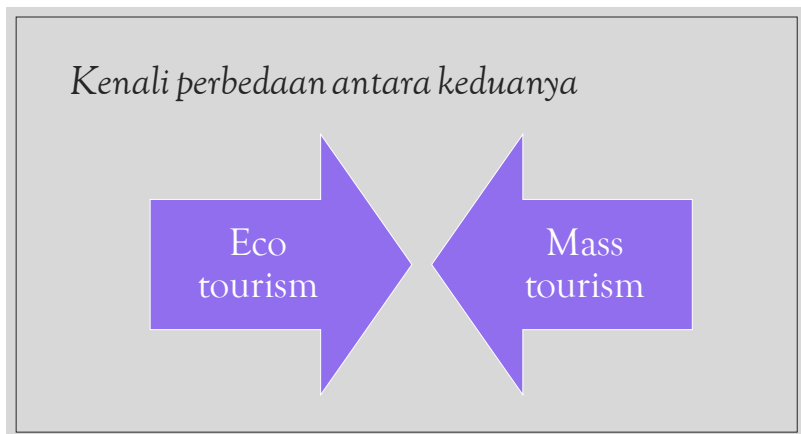 Kenali perbedaan antara keduanya
Eco
tourism
Mass
tourism